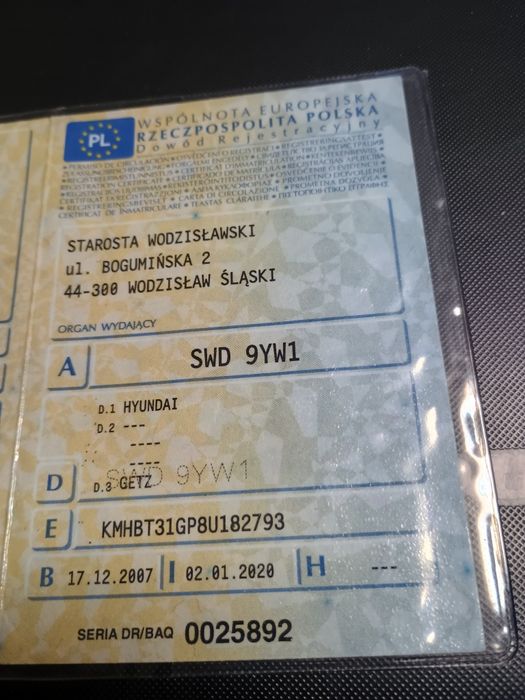 PL
WSPÓLNOTA EUROPEJSKA
RZECZPOSPOLITA POLSKA
Dowód Rejestracyjny
STAROSTA WODZISŁAWSKI
ul. BOGUMIŃSKA 2
44-300 WODZISŁAW ŚLĄSKI
ORGAN WYDAJĄCY
A SWD 9YW1
D.1 HYUNDAI
D.2 ---
----
----
SWD 9YW1
D D.3 GETZ
E KMHBT31GP8U182793
B 17.12.2007 I 02.01.2020 H ---
SERIA DR/BAQ 0025892